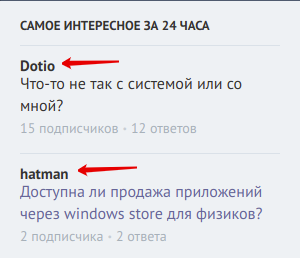 САМОЕ ИНТЕРЕСНОЕ ЗА 24 ЧАСА
Dotio
Что-то не так с системой или со
мной?
15 подписчиков • 12 ответов
hatman
Доступна ли продажа приложений
через windows store для физиков?
2 подписчика • 2 ответа